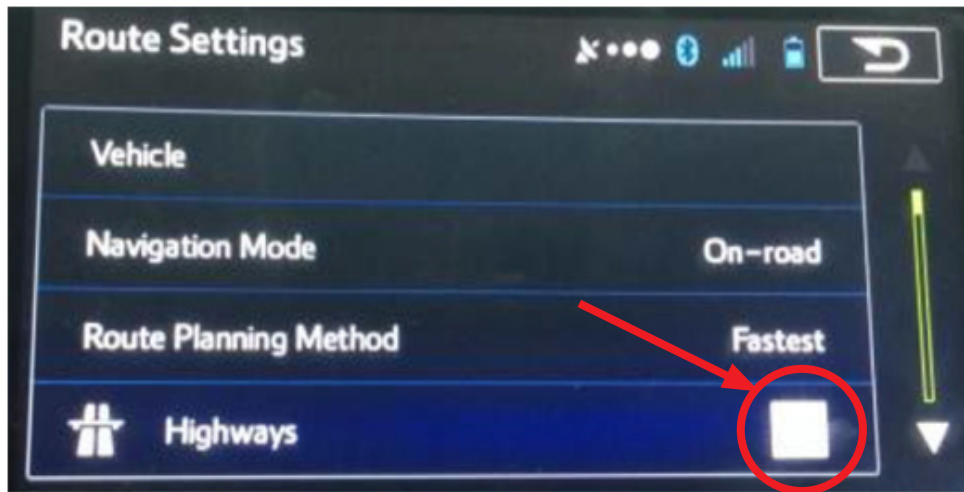 Route Settings
Vehicle
Navigation Mode On-road
Route Planning Method Fastest
Highways